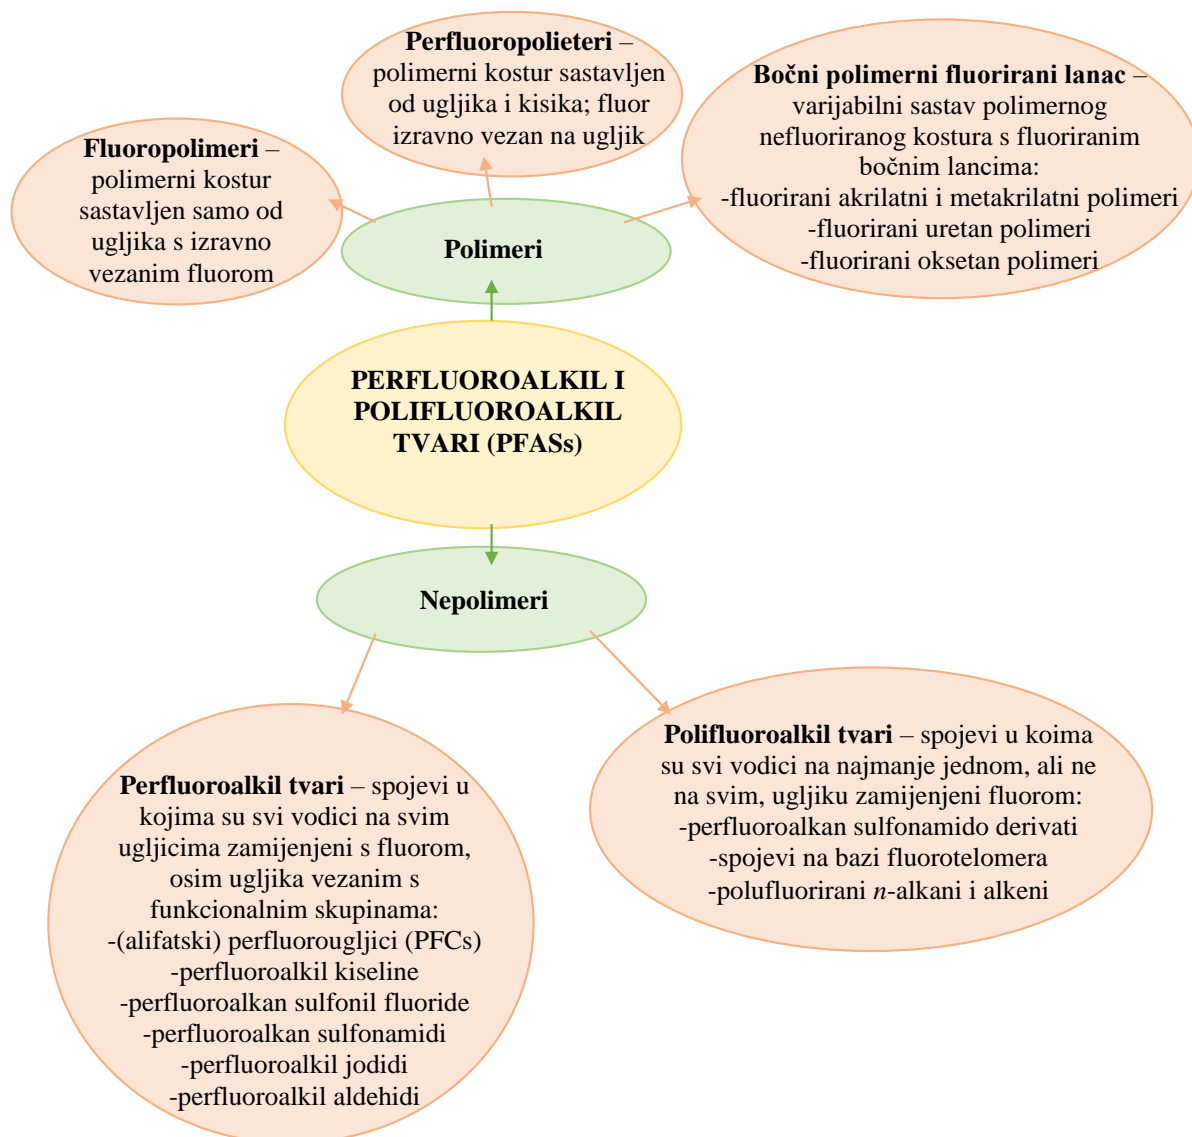 Perfluoropolieteri –
polimerni kostur sastavljen
od ugljika i kisika; fluor
izravno vezan na ugljik
Bočni polimerni fluorirani lanac –
varijabilni sastav polimernog
nefluoriranog kostura s fluoriranim
bočnim lancima:
-fluorirani akrilatni i metakrilatni polimeri
-fluorirani uretan polimeri
-fluorirani oksetan polimeri
Fluoropolimeri –
polimerni kostur
sastavljen samo od
ugljika s izravno
vezanim fluorom
Polimeri
PERFLUOROALKIL I
POLIFLUOROALKIL
TVARI (PFASs)
Nepolimeri
Perfluoroalkil tvari – spojevi u
kojima su svi vodici na svim
ugljicima zamijenjeni s fluorom,
osim ugljika vezanim s
funkcionalnim skupinama:
-(alifatski) perfluorougljici (PFCs)
-perfluoroalkil kiseline
-perfluoroalkan sulfonil fluoride
-perfluoroalkan sulfonamidi
-perfluoroalkil jodidi
-perfluoroalkil aldehidi
Polifluoroalkil tvari – spojevi u koima
su svi vodici na najmanje jednom, ali ne
na svim, ugljiku zamijenjeni fluorom:
-perfluoroalkan sulfonamido derivati
-spojevi na bazi fluorotelomera
-polufluorirani n-alkani i alkeni